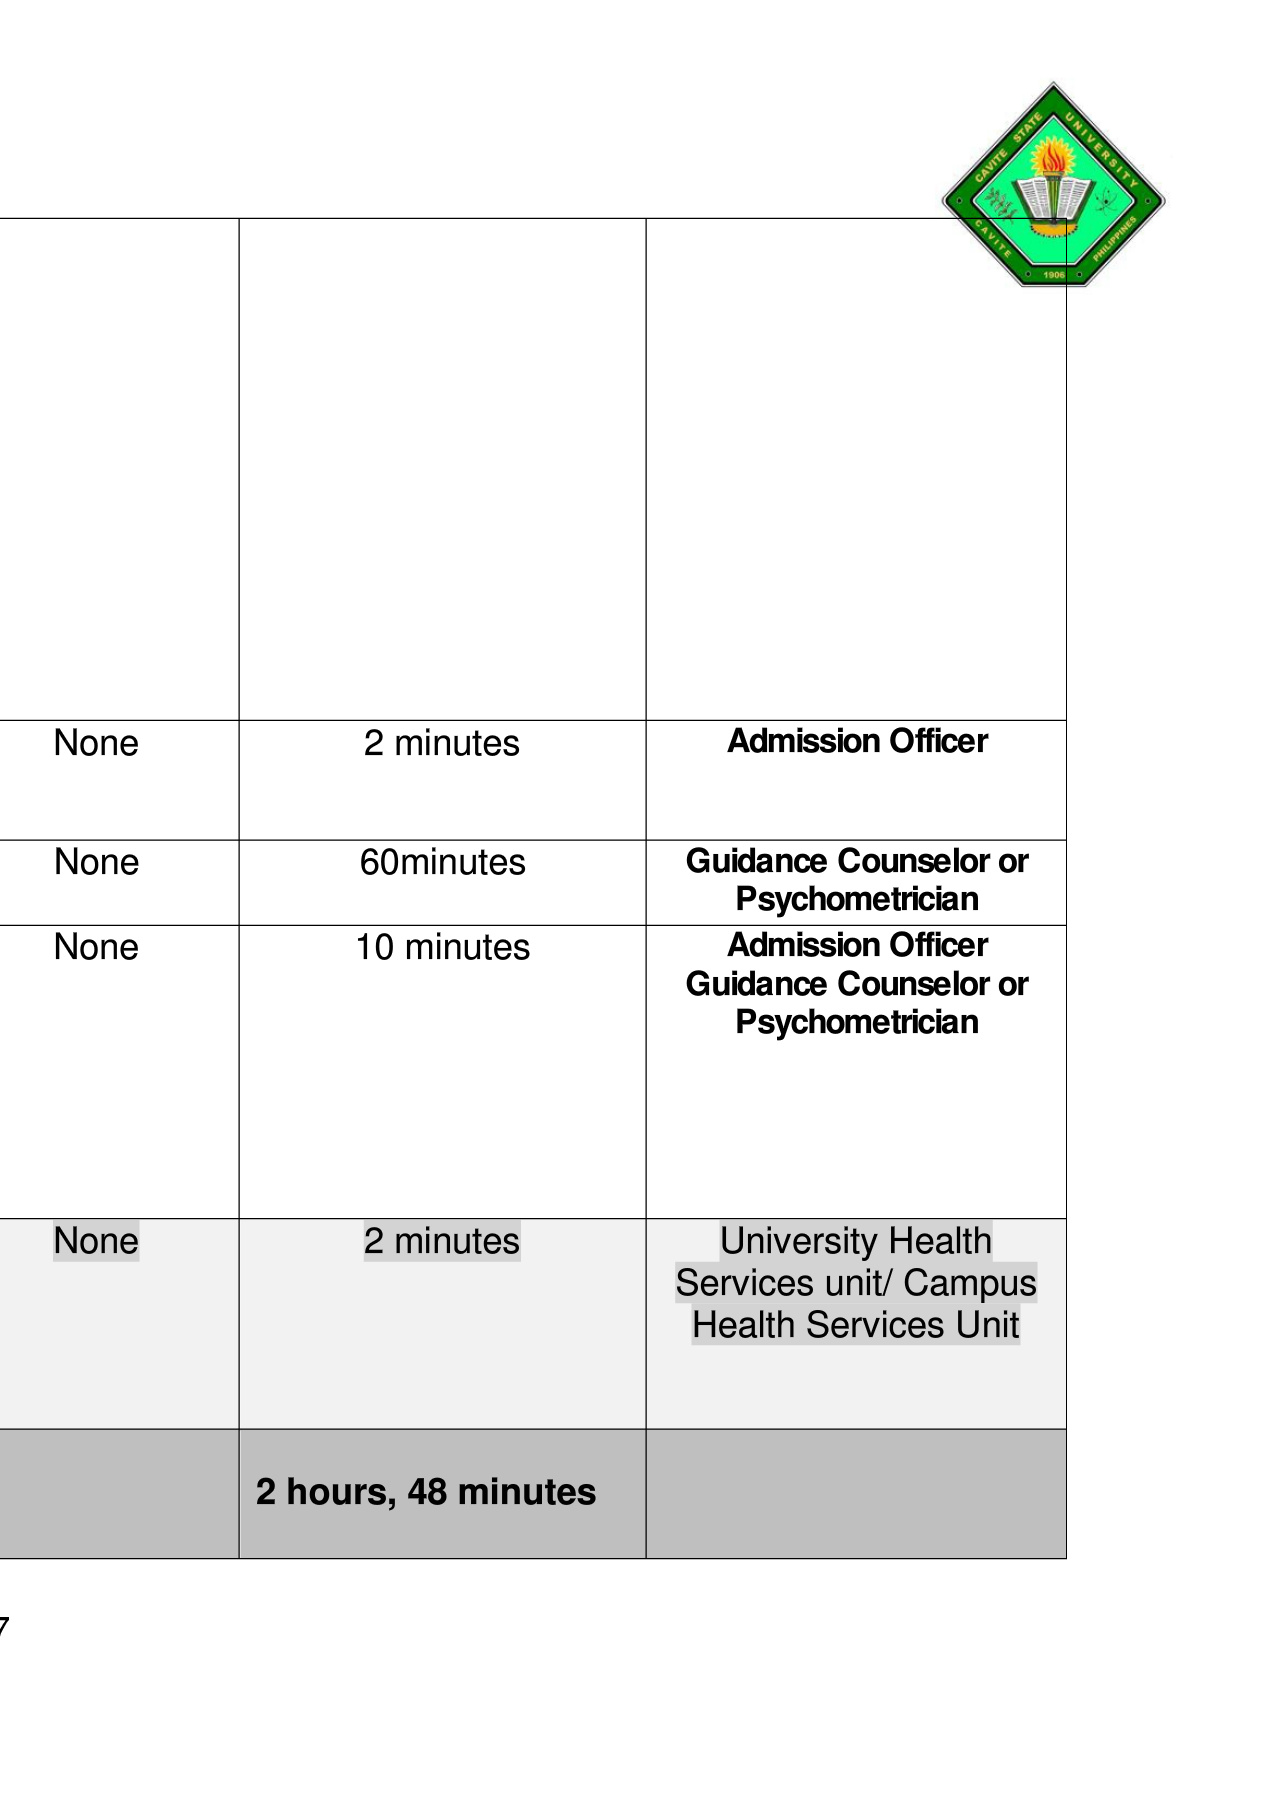 CAVITE STATE UNIVERSITY
CAVITE PHILIPPINES
1906
None 2 minutes Admission Officer
None 60minutes Guidance Counselor or
Psychometrician
None 10 minutes Admission Officer
Guidance Counselor or
Psychometrician
None 2 minutes University Health
Services unit/ Campus
Health Services Unit
2 hours, 48 minutes
7